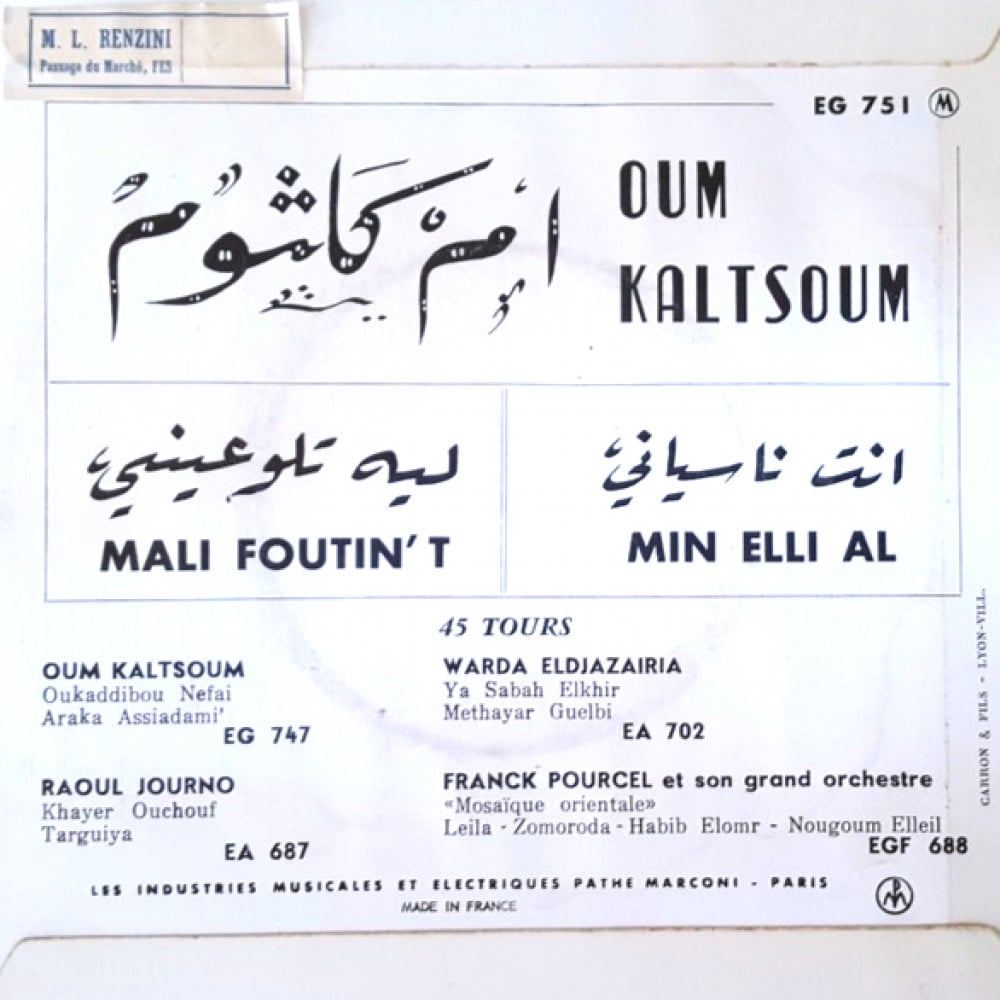 M. L. RENZINI
Passage du Marché, FES
EG 751 M
أم كلثوم
OUM
KALTSOUM
ليه تلوعيني
MALI FOUTIN'T
انت ناسياني
MIN ELLI AL
45 TOURS
OUM KALTSOUM
Oukaddibou Nefai
Araka Assiadami'
EG 747
WARDA ELDJAZAIRIA
Ya Sabah Elkhir
Methayar Guelbi
EA 702
RAOUL JOURNO
Khayer Ouchouf
Targuiya
EA 687
FRANCK POURCEL et son grand orchestre
«Mosaïque orientale»
Leila - Zomoroda - Habib Elomr - Nougoum Elleil
EGF 688
LES INDUSTRIES MUSICALES ET ELECTRIQUES PATHE MARCONI - PARIS
MADE IN FRANCE
CARRON & FILS - LYON-VILL.